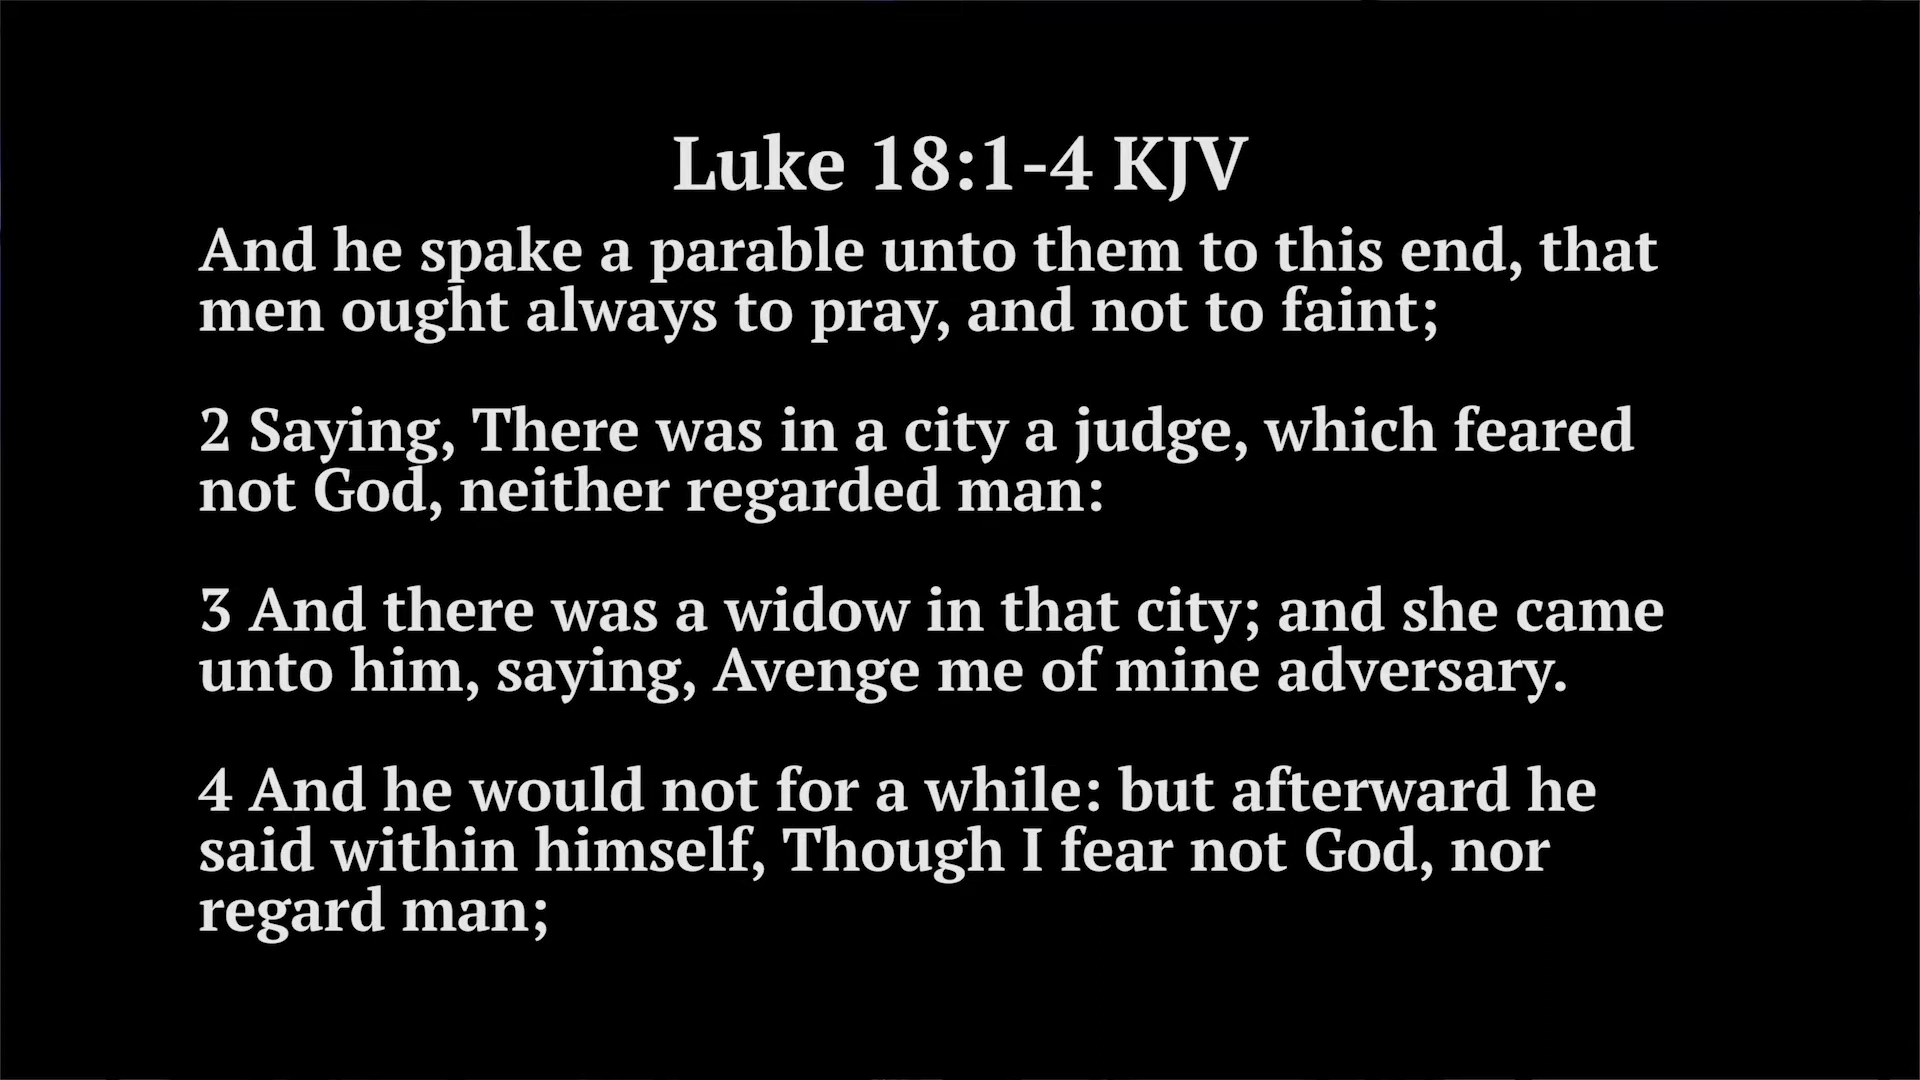 Luke 18:1-4 KJV
And he spake a parable unto them to this end, that
men ought always to pray, and not to faint;
2 Saying, There was in a city a judge, which feared
not God, neither regarded man:
3 And there was a widow in that city; and she came
unto him, saying, Avenge me of mine adversary.
4 And he would not for a while: but afterward he
said within himself, Though I fear not God, nor
regard man;